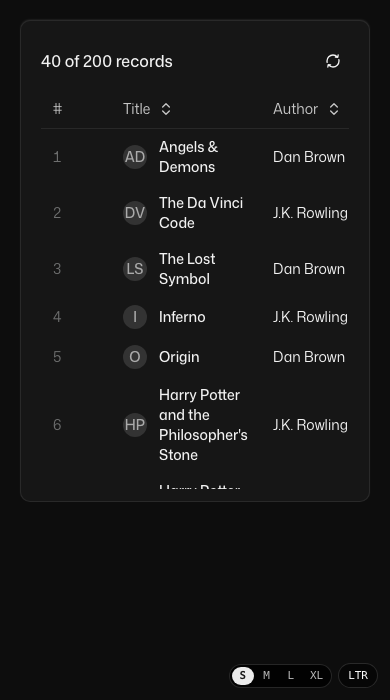 40 of 200 records
# Title Author
1 AD Angels &
Demons Dan Brown
2 DV The Da Vinci
Code J.K. Rowling
3 LS The Lost
Symbol Dan Brown
4 I Inferno J.K. Rowling
5 O Origin Dan Brown
6 HP Harry Potter
and the
Philosopher's
Stone J.K. Rowling
Harry Potter
S M L XL LTR